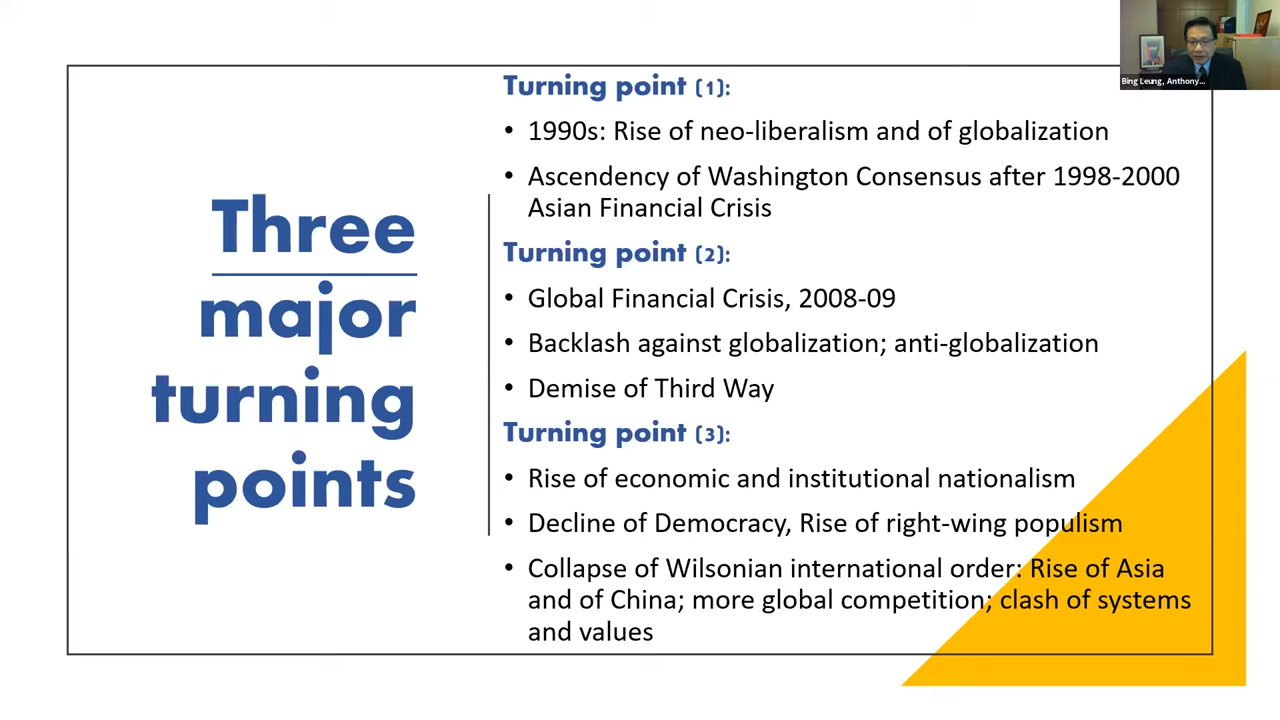 Bing Leung, Anthony...
Three
major
turning
points
Turning point (1):
• 1990s: Rise of neo-liberalism and of globalization
• Ascendency of Washington Consensus after 1998-2000
Asian Financial Crisis
Turning point (2):
• Global Financial Crisis, 2008-09
• Backlash against globalization; anti-globalization
• Demise of Third Way
Turning point (3):
• Rise of economic and institutional nationalism
• Decline of Democracy, Rise of right-wing populism
• Collapse of Wilsonian international order: Rise of Asia
and of China; more global competition; clash of systems
and values